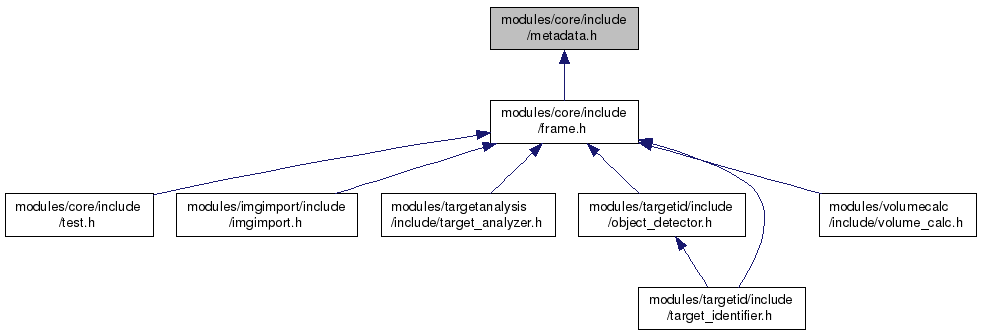 modules/core/include
/metadata.h
modules/core/include
/frame.h
modules/core/include
/test.h
modules/imgimport/include
/imgimport.h
modules/targetanalysis
/include/target_analyzer.h
modules/targetid/include
/object_detector.h
modules/volumecalc
/include/volume_calc.h
modules/targetid/include
/target_identifier.h